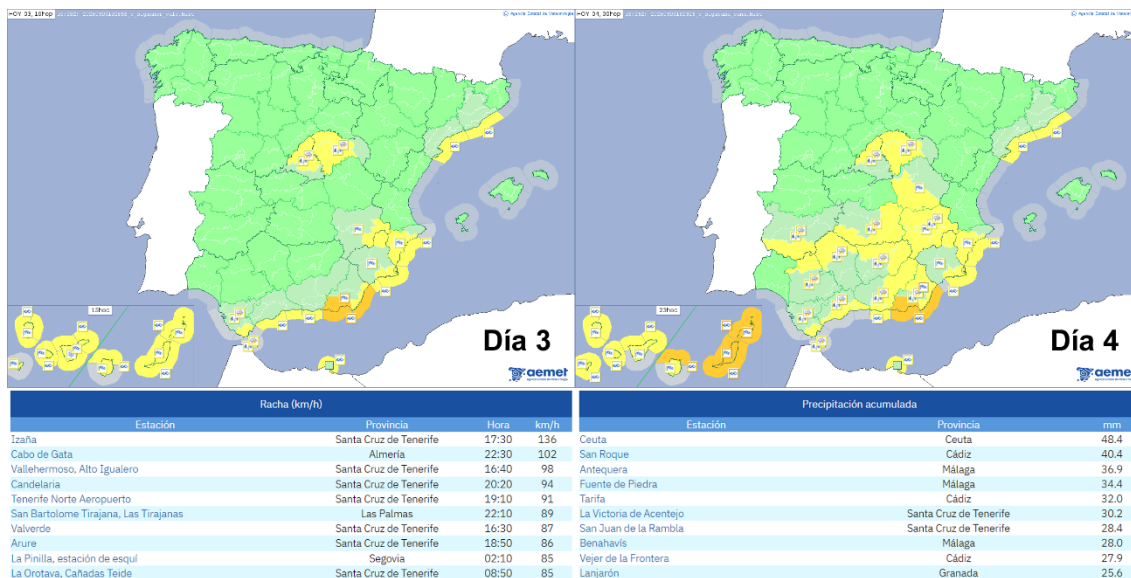 Agencia Estatal de Meteorología
Agencia Estatal de Meteorología
Día 3
Día 4
aemet
aemet
Racha (km/h)
Estación Provincia Hora km/h
Izaña Santa Cruz de Tenerife 17:30 136
Cabo de Gata Almería 22:30 102
Vallehermoso, Alto Igualero Santa Cruz de Tenerife 16:40 98
Candelaria Santa Cruz de Tenerife 20:20 94
Tenerife Norte Aeropuerto Santa Cruz de Tenerife 19:10 91
San Bartolome Tirajana, Las Tirajanas Las Palmas 22:10 89
Valverde Santa Cruz de Tenerife 16:30 87
Arure Santa Cruz de Tenerife 18:50 86
La Pinilla, estación de esquí Segovia 02:10 85
La Orotava, Cañadas Teide Santa Cruz de Tenerife 08:50 85
Precipitación acumulada
Estación Provincia mm
Ceuta Ceuta 48.4
San Roque Cádiz 40.4
Antequera Málaga 36.9
Fuente de Piedra Málaga 34.4
Tarifa Cádiz 32.0
La Victoria de Acentejo Santa Cruz de Tenerife 30.2
San Juan de la Rambla Santa Cruz de Tenerife 28.4
Benahavís Málaga 28.0
Vejer de la Frontera Cádiz 27.9
Lanjarón Granada 25.6